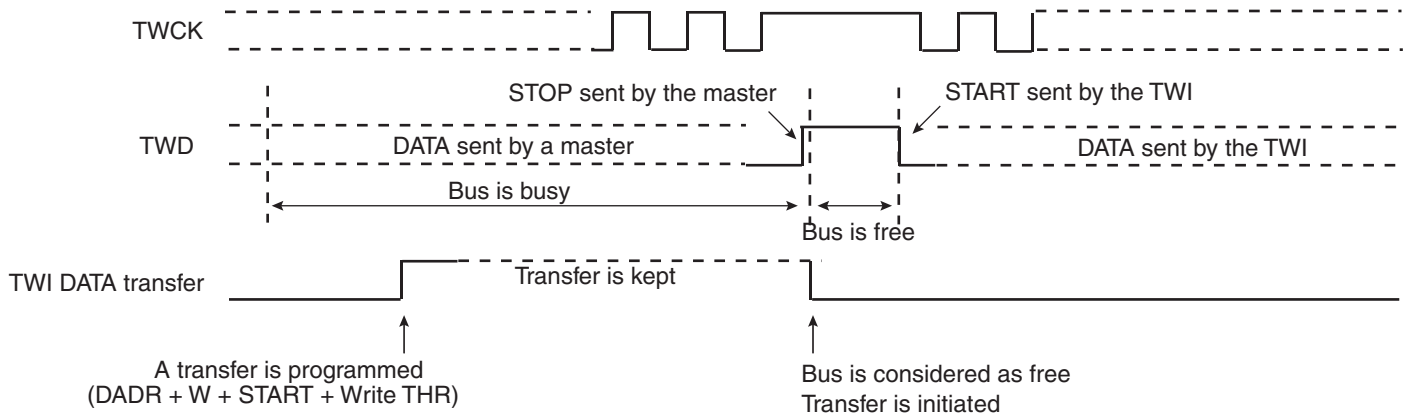 TWCK
STOP sent by the master
START sent by the TWI
TWD
DATA sent by a master
DATA sent by the TWI
Bus is busy
Bus is free
TWI DATA transfer
Transfer is kept
A transfer is programmed
(DADR + W + START + Write THR)
Bus is considered as free
Transfer is initiated